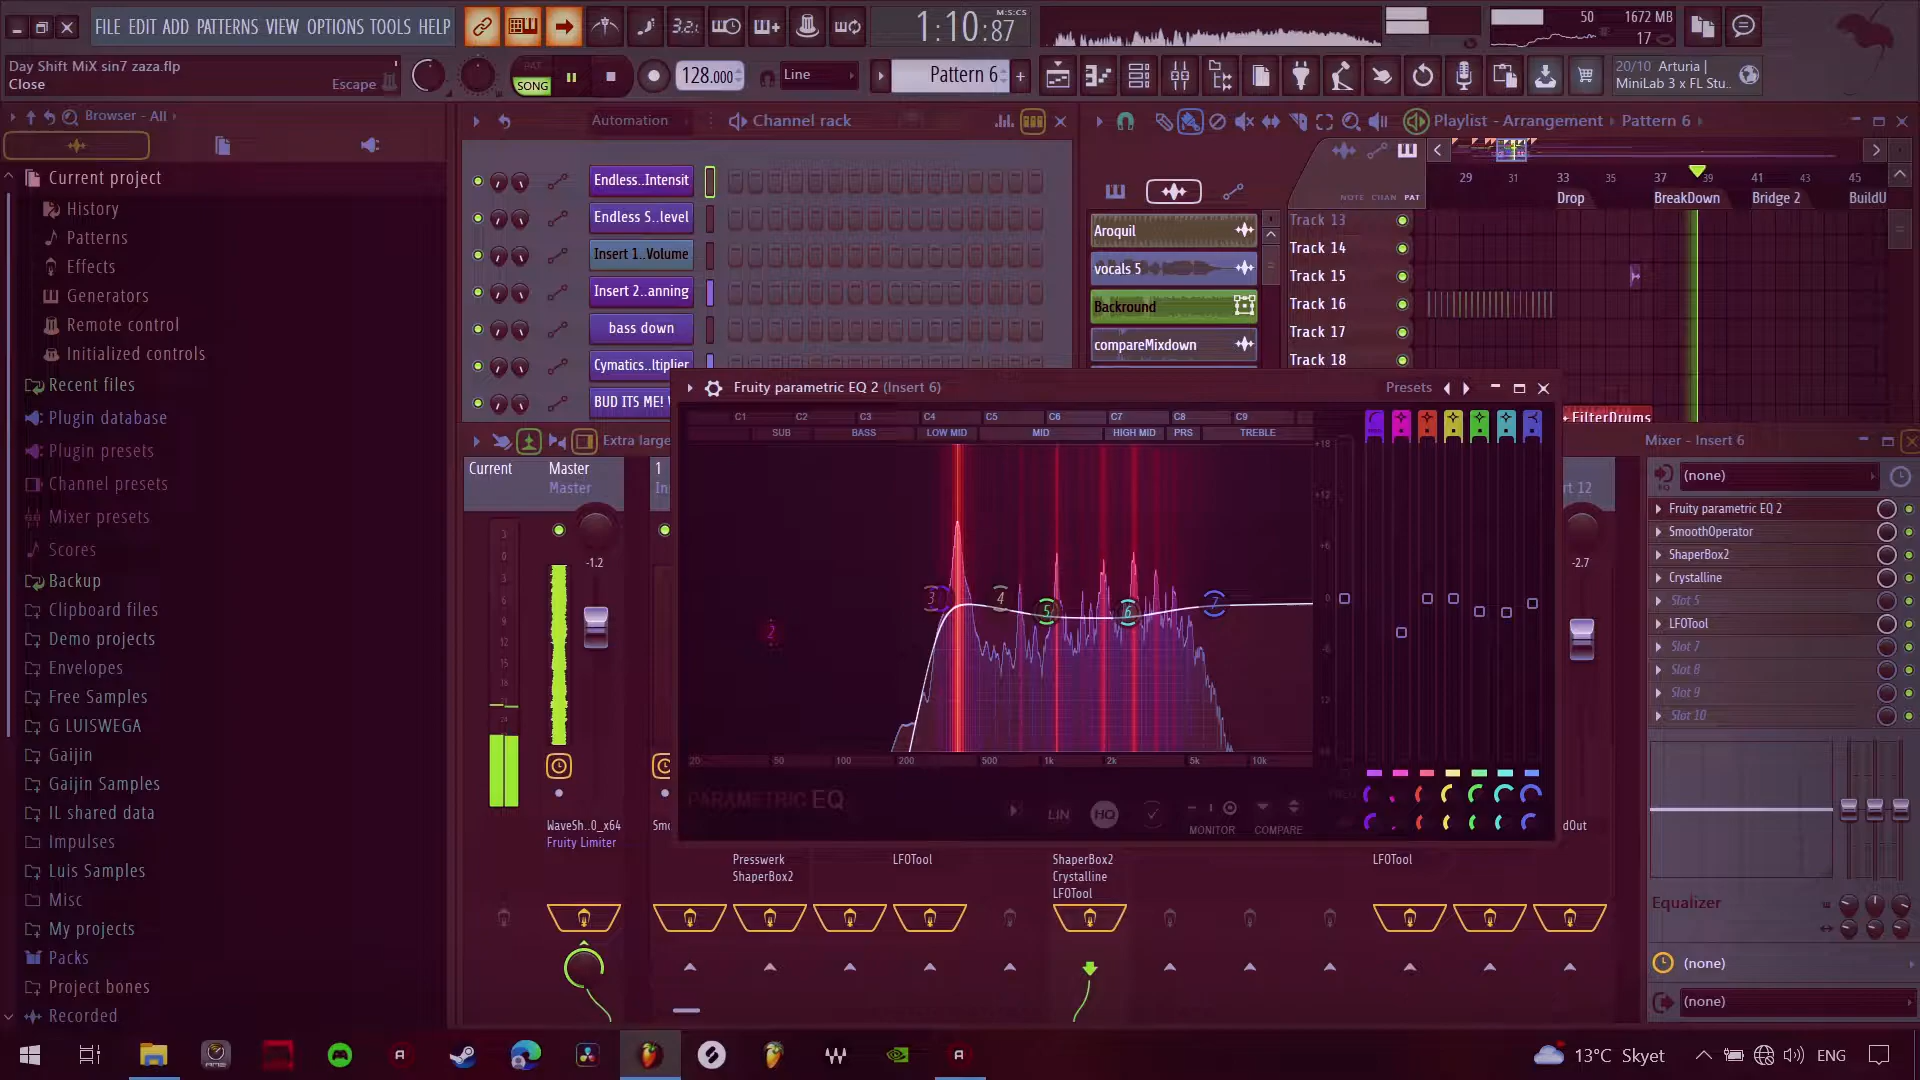 FILE EDIT ADD PATTERNS VIEW OPTIONS TOOLS HELP
1:10:87
M:S:CS
50
1672 MB
17
Day Shift MiX sin7 zaza.flp
Close
Escape
PAT
SONG
128.000
Line
Pattern 6
20/10 Arturia |
MiniLab 3 x FL Stu..
Browser - All
Automation
Channel rack
Playlist - Arrangement
Pattern 6
Current project
History
Patterns
Effects
Generators
Remote control
Initialized controls
Recent files
Plugin database
Plugin presets
Channel presets
Mixer presets
Scores
Backup
Clipboard files
Demo projects
Envelopes
Free Samples
G LUISWEGA
Gaijin
Gaijin Samples
IL shared data
Impulses
Luis Samples
Misc
My projects
Packs
Project bones
Recorded
Endless..Intensit
Endless S..level
Insert 1..Volume
Insert 2..anning
bass down
Cymatics..ltiplier
NOTE CHAN PAT
29 31 33 35 37 39 41 43 45
Drop
BreakDown
Bridge 2
BuildU
Aroquil
vocals 5
Backround
compareMixdown
Track 13
Track 14
Track 15
Track 16
Track 17
Track 18
FilterDrums
Fruity parametric EQ 2 (Insert 6)
Presets
C1 C2 C3 C4 C5 C6 C7 C8 C9
SUB BASS LOW MID MID HIGH MID PRS TREBLE
2 3 4 5 6 7
20 50 100 200 500 1k 2k 5k 10k
PARAMETRIC EQ
LIN
HQ
MONITOR
COMPARE
Extra large
Current
Master
Master
1
-1.2
WaveSh..0_x64
Fruity Limiter
Presswerk
ShaperBox2
LFOTool
ShaperBox2
Crystalline
LFOTool
LFOTool
-2.7
Mixer - Insert 6
(none)
Fruity parametric EQ 2
SmoothOperator
ShaperBox2
Crystalline
Slot 5
LFOTool
Slot 7
Slot 8
Slot 9
Slot 10
Equalizer
(none)
(none)
13°C Skyet
ENG